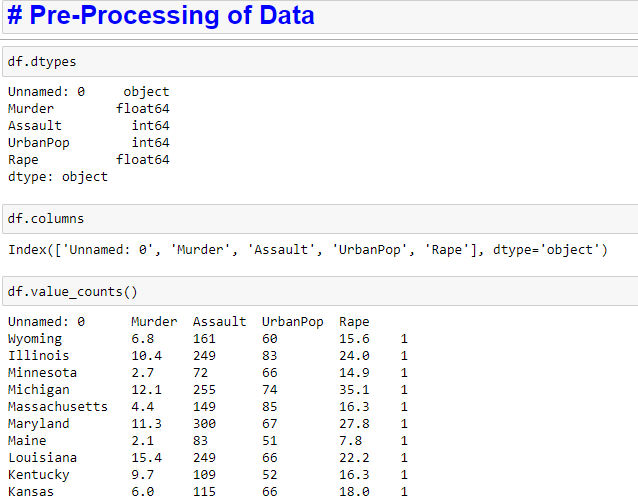 # Pre-Processing of Data
df.dtypes
Unnamed: 0     object
Murder        float64
Assault         int64
UrbanPop        int64
Rape          float64
dtype: object
df.columns
Index(['Unnamed: 0', 'Murder', 'Assault', 'UrbanPop', 'Rape'], dtype='object')
df.value_counts()
Unnamed: 0      Murder  Assault  UrbanPop  Rape
Wyoming         6.8     161      60        15.6    1
Illinois        10.4    249      83        24.0    1
Minnesota       2.7     72       66        14.9    1
Michigan        12.1    255      74        35.1    1
Massachusetts   4.4     149      85        16.3    1
Maryland        11.3    300      67        27.8    1
Maine           2.1     83       51        7.8     1
Louisiana       15.4    249      66        22.2    1
Kentucky        9.7     109      52        16.3    1
Kansas          6.0     115      66        18.0    1